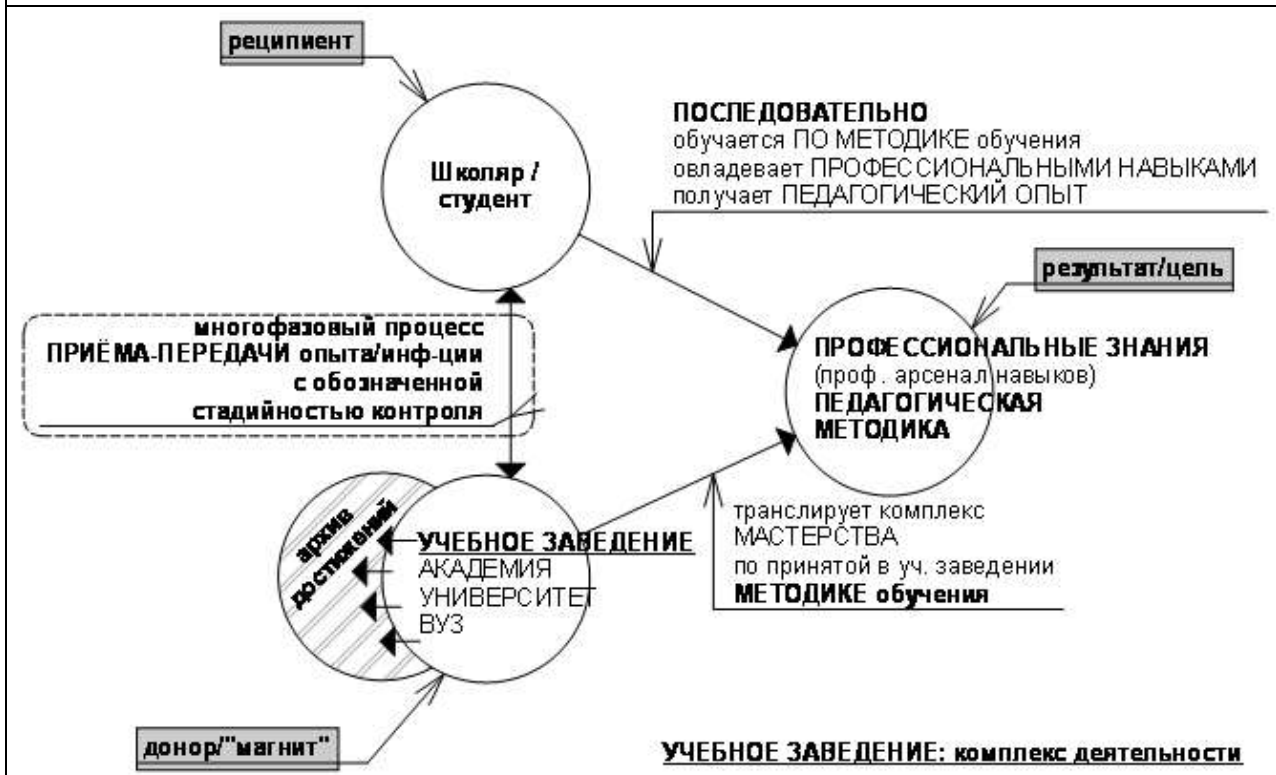 реципиент
ПОСЛЕДОВАТЕЛЬНО
обучается ПО МЕТОДИКЕ обучения
овладевает ПРОФЕССИОНАЛЬНЫМИ НАВЫКАМИ
получает ПЕДАГОГИЧЕСКИЙ ОПЫТ
Школяр /
студент
результат/цель
многофазовый процесс
ПРИЁМА-ПЕРЕДАЧИ опыта/инф-ции
с обозначенной
стадийностью контроля
ПРОФЕССИОНАЛЬНЫЕ ЗНАНИЯ
(проф. арсенал навыков)
ПЕДАГОГИЧЕСКАЯ
МЕТОДИКА
архив
достижений
УЧЕБНОЕ ЗАВЕДЕНИЕ
АКАДЕМИЯ
УНИВЕРСИТЕТ
ВУЗ
транслирует комплекс
МАСТЕРСТВА
по принятой в уч. заведении
МЕТОДИКЕ обучения
донор/"магнит"
УЧЕБНОЕ ЗАВЕДЕНИЕ: комплекс деятельности